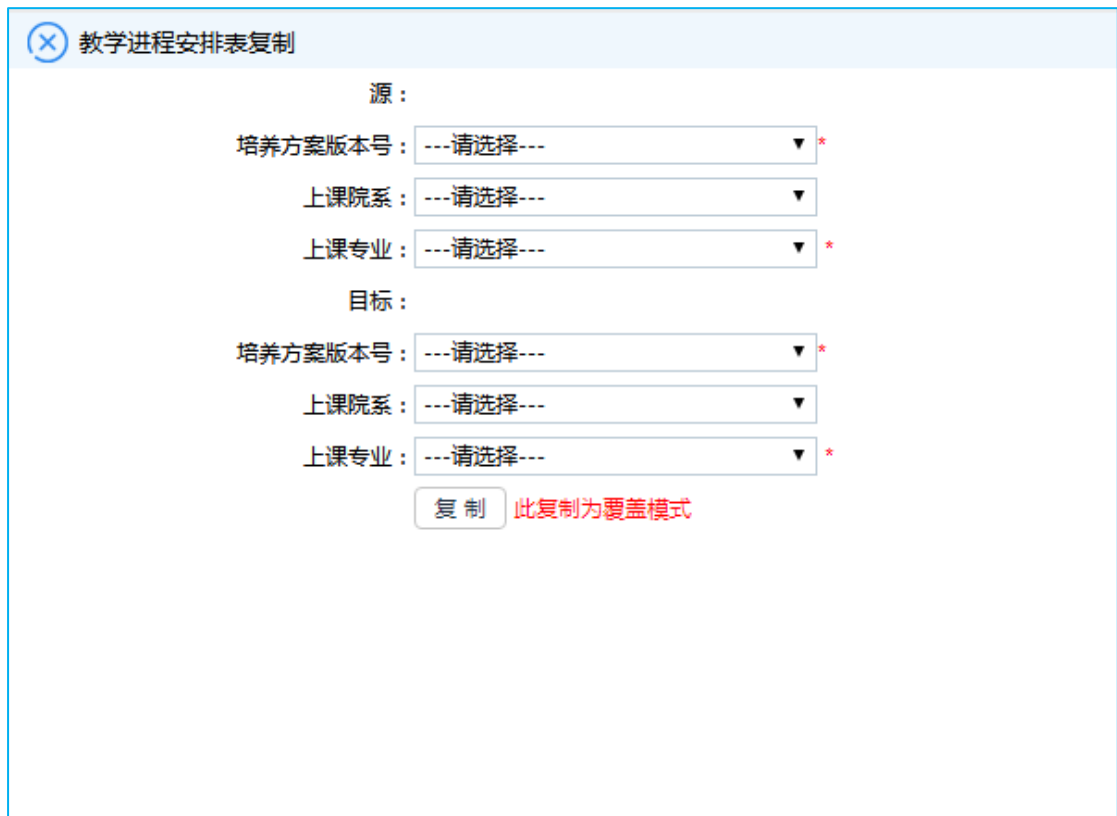 教学进程安排表复制
源：
培养方案版本号： ---请选择--- *
上课院系： ---请选择---
上课专业： ---请选择--- *
目标：
培养方案版本号： ---请选择--- *
上课院系： ---请选择---
上课专业： ---请选择--- *
复 制 此复制为覆盖模式